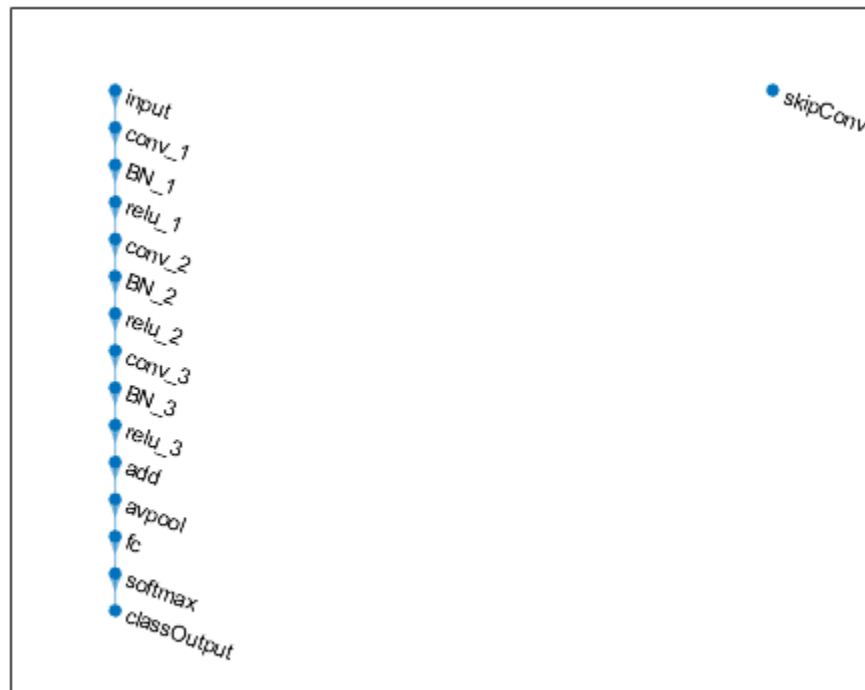 input
skipConv
conv_1
BN_1
relu_1
conv_2
BN_2
relu_2
conv_3
BN_3
relu_3
add
avpool
fc
softmax
classOutput